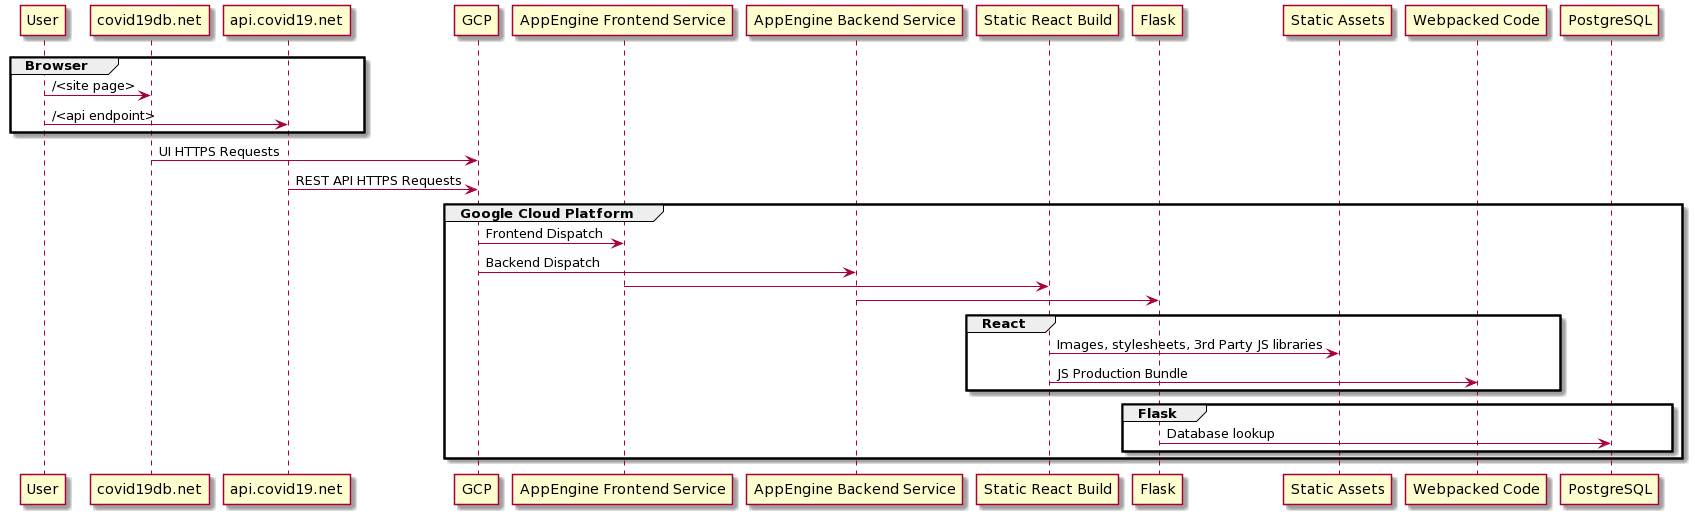 User
covid19db.net
api.covid19.net
GCP
AppEngine Frontend Service
AppEngine Backend Service
Static React Build
Flask
Static Assets
Webpacked Code
PostgreSQL
Browser
/<site page>
/<api endpoint>
UI HTTPS Requests
REST API HTTPS Requests
Google Cloud Platform
Frontend Dispatch
Backend Dispatch
React
Images, stylesheets, 3rd Party JS libraries
JS Production Bundle
Flask
Database lookup
User
covid19db.net
api.covid19.net
GCP
AppEngine Frontend Service
AppEngine Backend Service
Static React Build
Flask
Static Assets
Webpacked Code
PostgreSQL